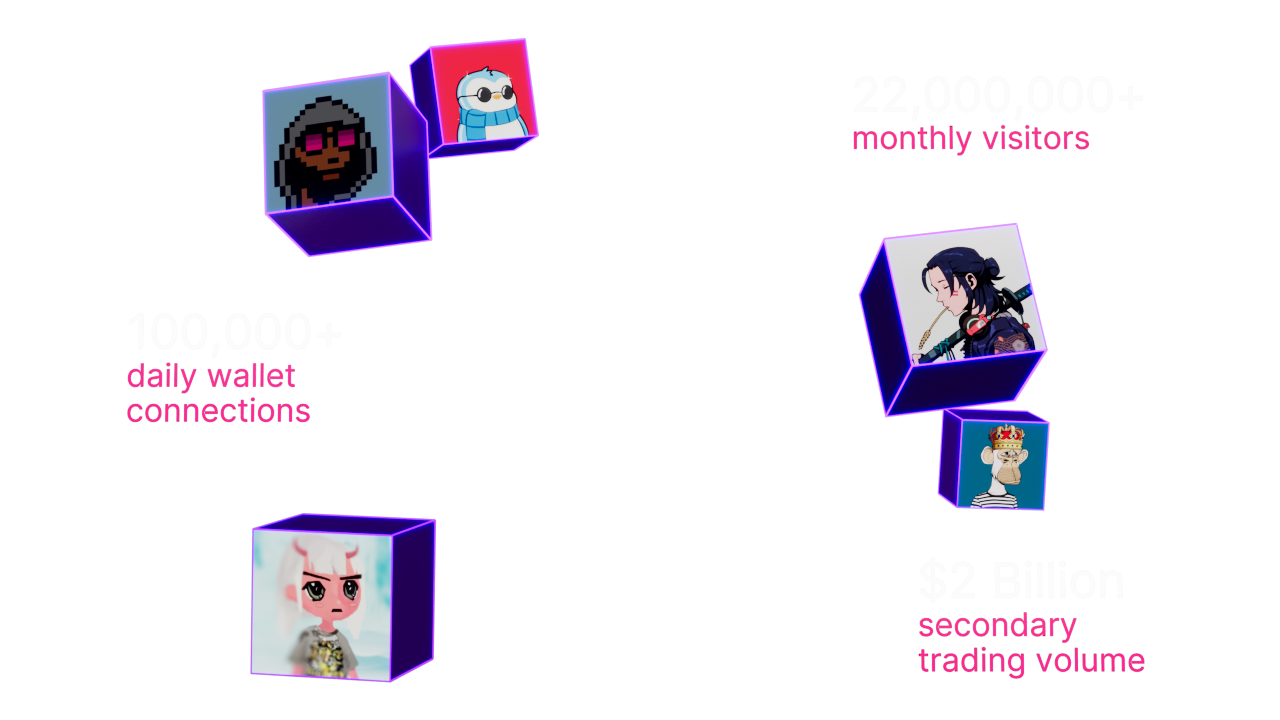 22,000,000+
monthly visitors
100,000+
daily wallet
connections
$2 Billion
secondary
trading volume